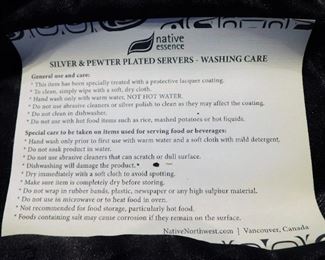 native
essence
SILVER & PEWTER PLATED SERVERS - WASHING CARE
General use and care:
* This item has been specially treated with a protective lacquer coating.
* To clean, simply wipe with a soft, dry cloth.
* Hand wash only with warm water, NOT HOT WATER.
* Do not use abrasive cleaners or silver polish to clean as they may affect the coating.
* Do not clean in dishwasher.
* Do not use with hot food items such as rice, mashed potatoes or hot liquids.
Special care to be taken on items used for serving food or beverages:
* Hand wash only prior to first use with warm water and a soft cloth with mild detergent.
* Do not soak product in water.
* Do not use abrasive cleaners that can scratch or dull surface.
* Dishwashing will damage the product.
* Dry immediately with a soft cloth to avoid spotting.
* Make sure item is completely dry before storing.
* Do not wrap in rubber bands, plastic, newspaper or any high sulphur material.
* Do not use in microwave or to heat food in oven.
* Not recommended for food storage, particularly hot food.
* Foods containing salt may cause corrosion if they remain on the surface.
NativeNorthwest.com | Vancouver, Canada